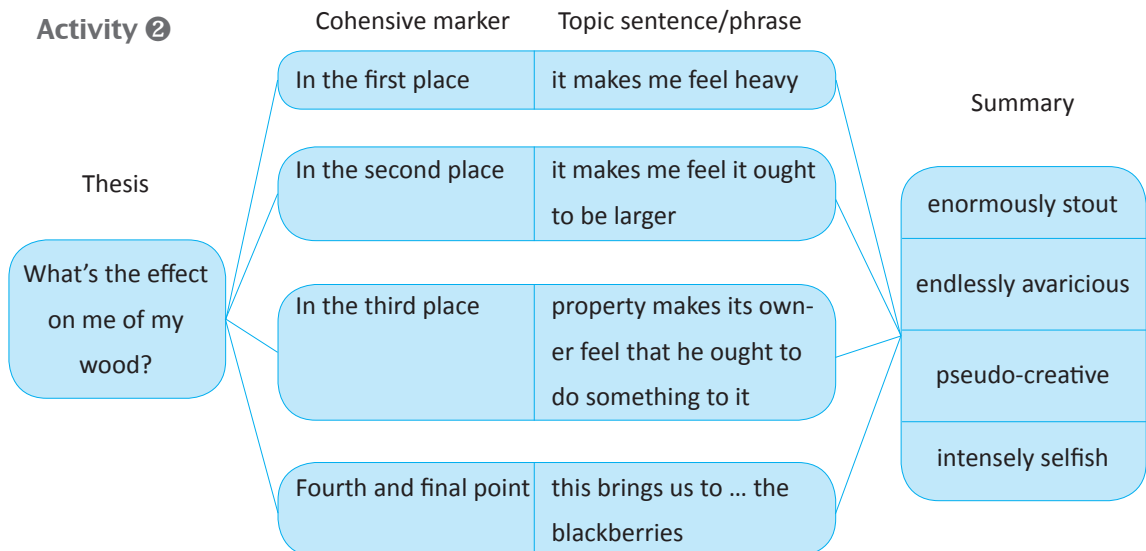 Activity ❷
Cohensive marker
Topic sentence/phrase
Summary
Thesis
What’s the effect
on me of my
wood?
In the first place
it makes me feel heavy
In the second place
it makes me feel it ought
to be larger
In the third place
property makes its own-
er feel that he ought to
do something to it
Fourth and final point
this brings us to ... the
blackberries
enormously stout
endlessly avaricious
pseudo-creative
intensely selfish